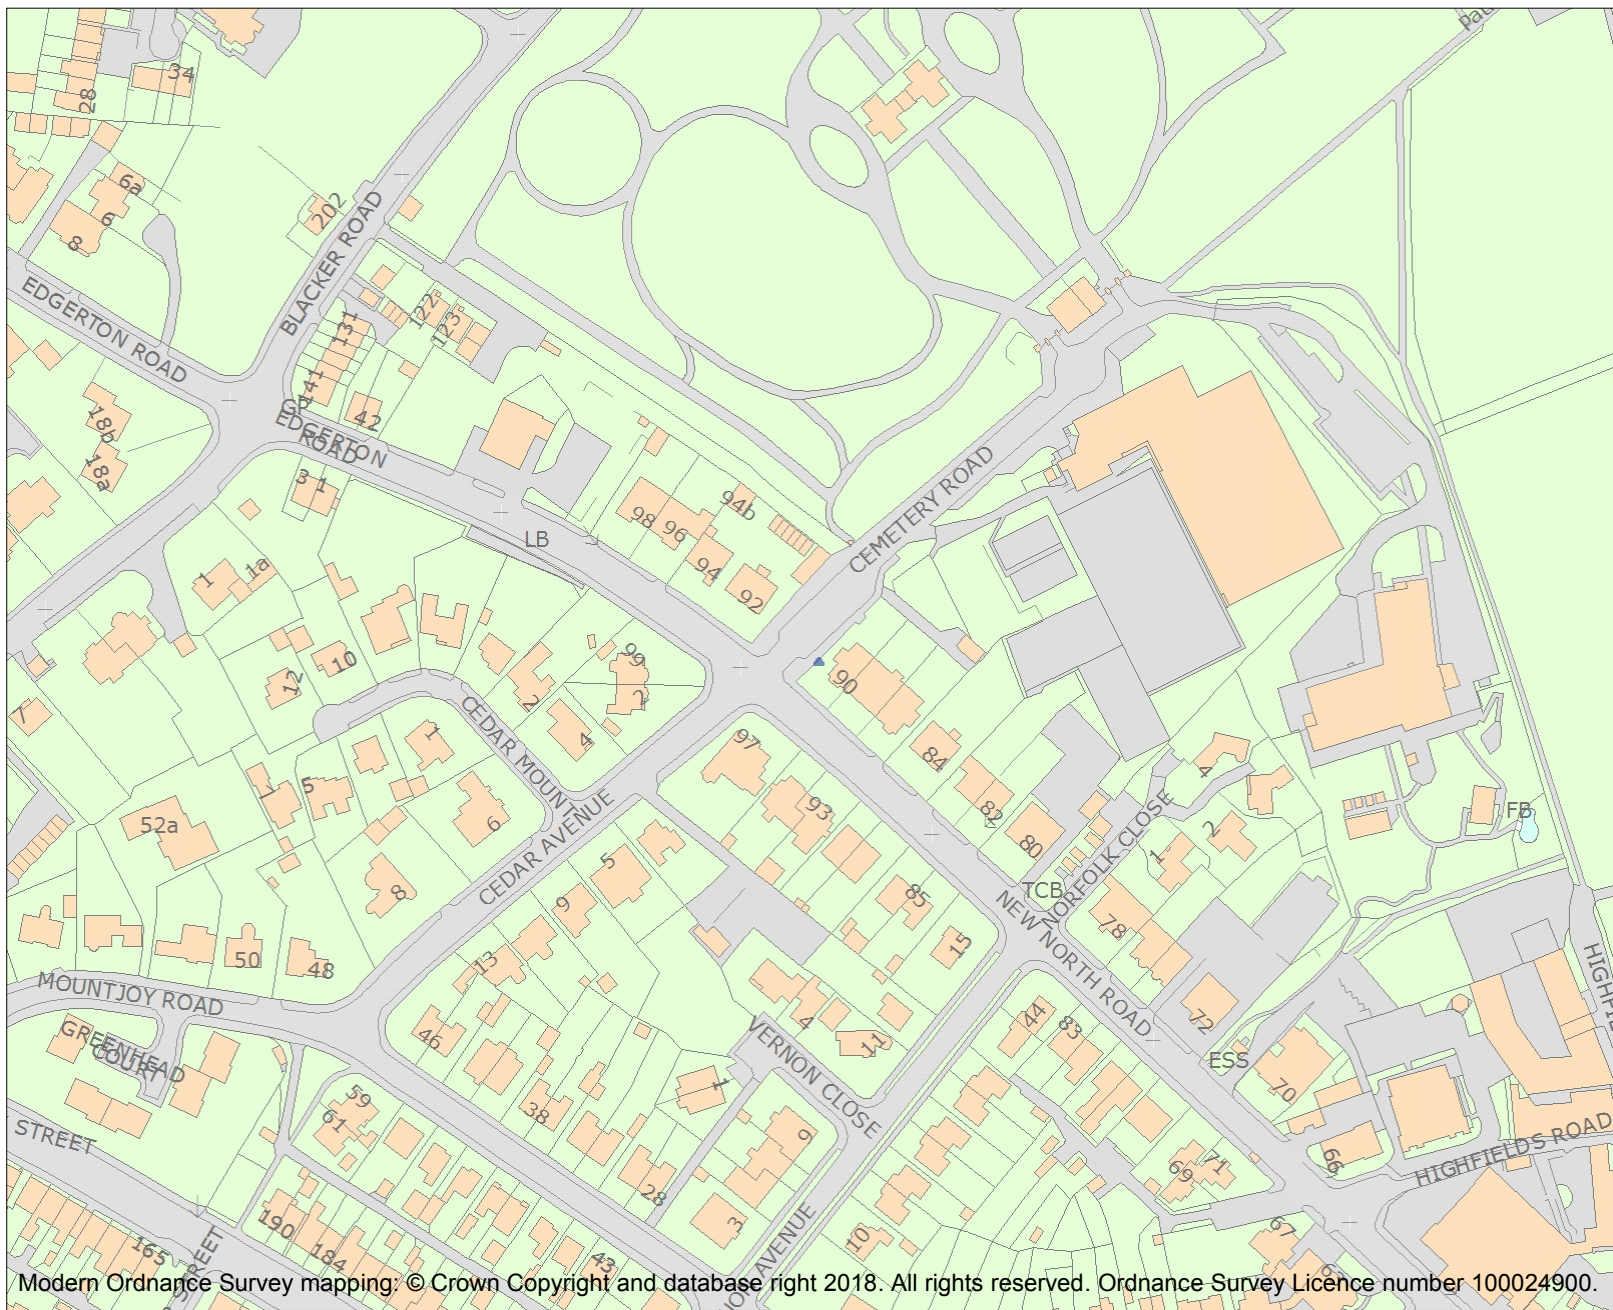 Path
34
28
6a
6
8
202
BLACKER ROAD
EDGERTON ROAD
122
123
131
141
GP
42
EDGERTON
ROAD
18b
18a
3 1
94b
98
96
94
92
LB
CEMETERY ROAD
1
1a
10
12
7
99
2
2
4
90
CEDAR MOUNT
1
5
7
6
97
93
84
82
80
4
2
1
NORFOLK CLOSE
FB
52a
8
CEDAR AVENUE
5
9
85
15
TCB
NEW NORTH ROAD
78
72
50
48
13
MOUNTJOY ROAD
46
4
11
44
83
ESS
70
GREENHEAD
COURT
VERNON CLOSE
1
9
59
61
38
28
3
STREET
66
HIGHFIELDS ROAD
69
71
67
10
190
184
165
43
STREET
AVENUE
Modern Ordnance Survey mapping: © Crown Copyright and database right 2018. All rights reserved. Ordnance Survey Licence number 100024900.